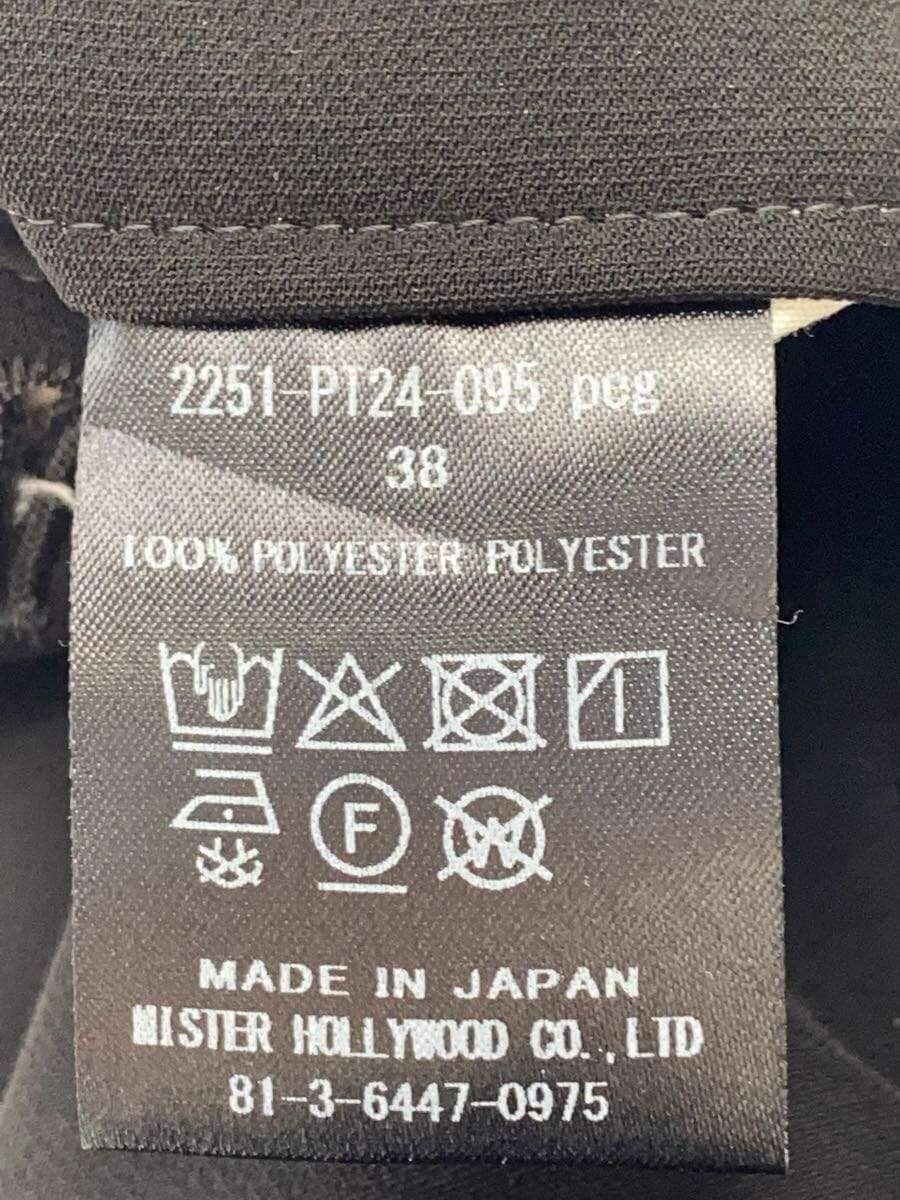 2251-PT24-095 peg
38
100% POLYESTER POLYESTER
F
W
MADE IN JAPAN
MISTER HOLLYWOOD CO.,LTD
81-3-6447-0975